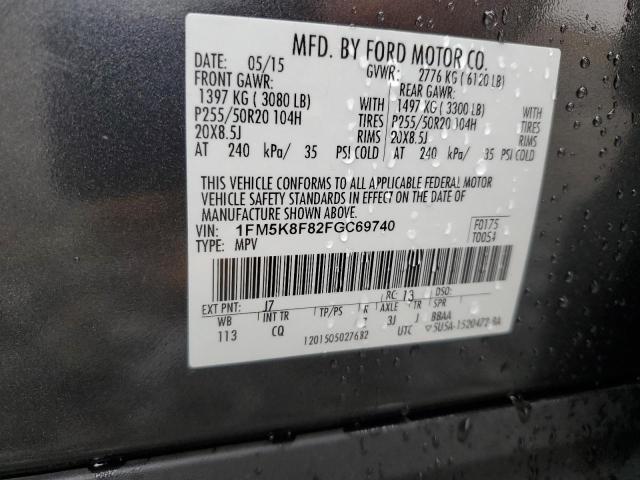 MFD. BY FORD MOTOR CO.
DATE: 05/15 GVWR: 2776 KG ( 6120 LB)
FRONT GAWR: REAR GAWR:
1397 KG ( 3080 LB) WITH 1497 KG ( 3300 LB) WITH
P255/50R20 104H TIRES P255/50R20 104H TIRES
20X8.5J RIMS 20X8.5J RIMS
AT 240 kPa/ 35 PSI COLD AT 240 kPa/ 35 PSI COLD
THIS VEHICLE CONFORMS TO ALL APPLICABLE FEDERAL MOTOR
VEHICLE SAFETY STANDARDS IN EFFECT ON THE DATE OF
MANUFACTURE SHOWN ABOVE.
VIN: 1FM5K8F82FGC69740 F0175
TYPE: MPV T0054
EXT PNT: J7 RC: 13 DSO:
WB INT TR TP/PS R AXLE TR SPR
113 CQ 3J J BBAA
1201505027682 UTC